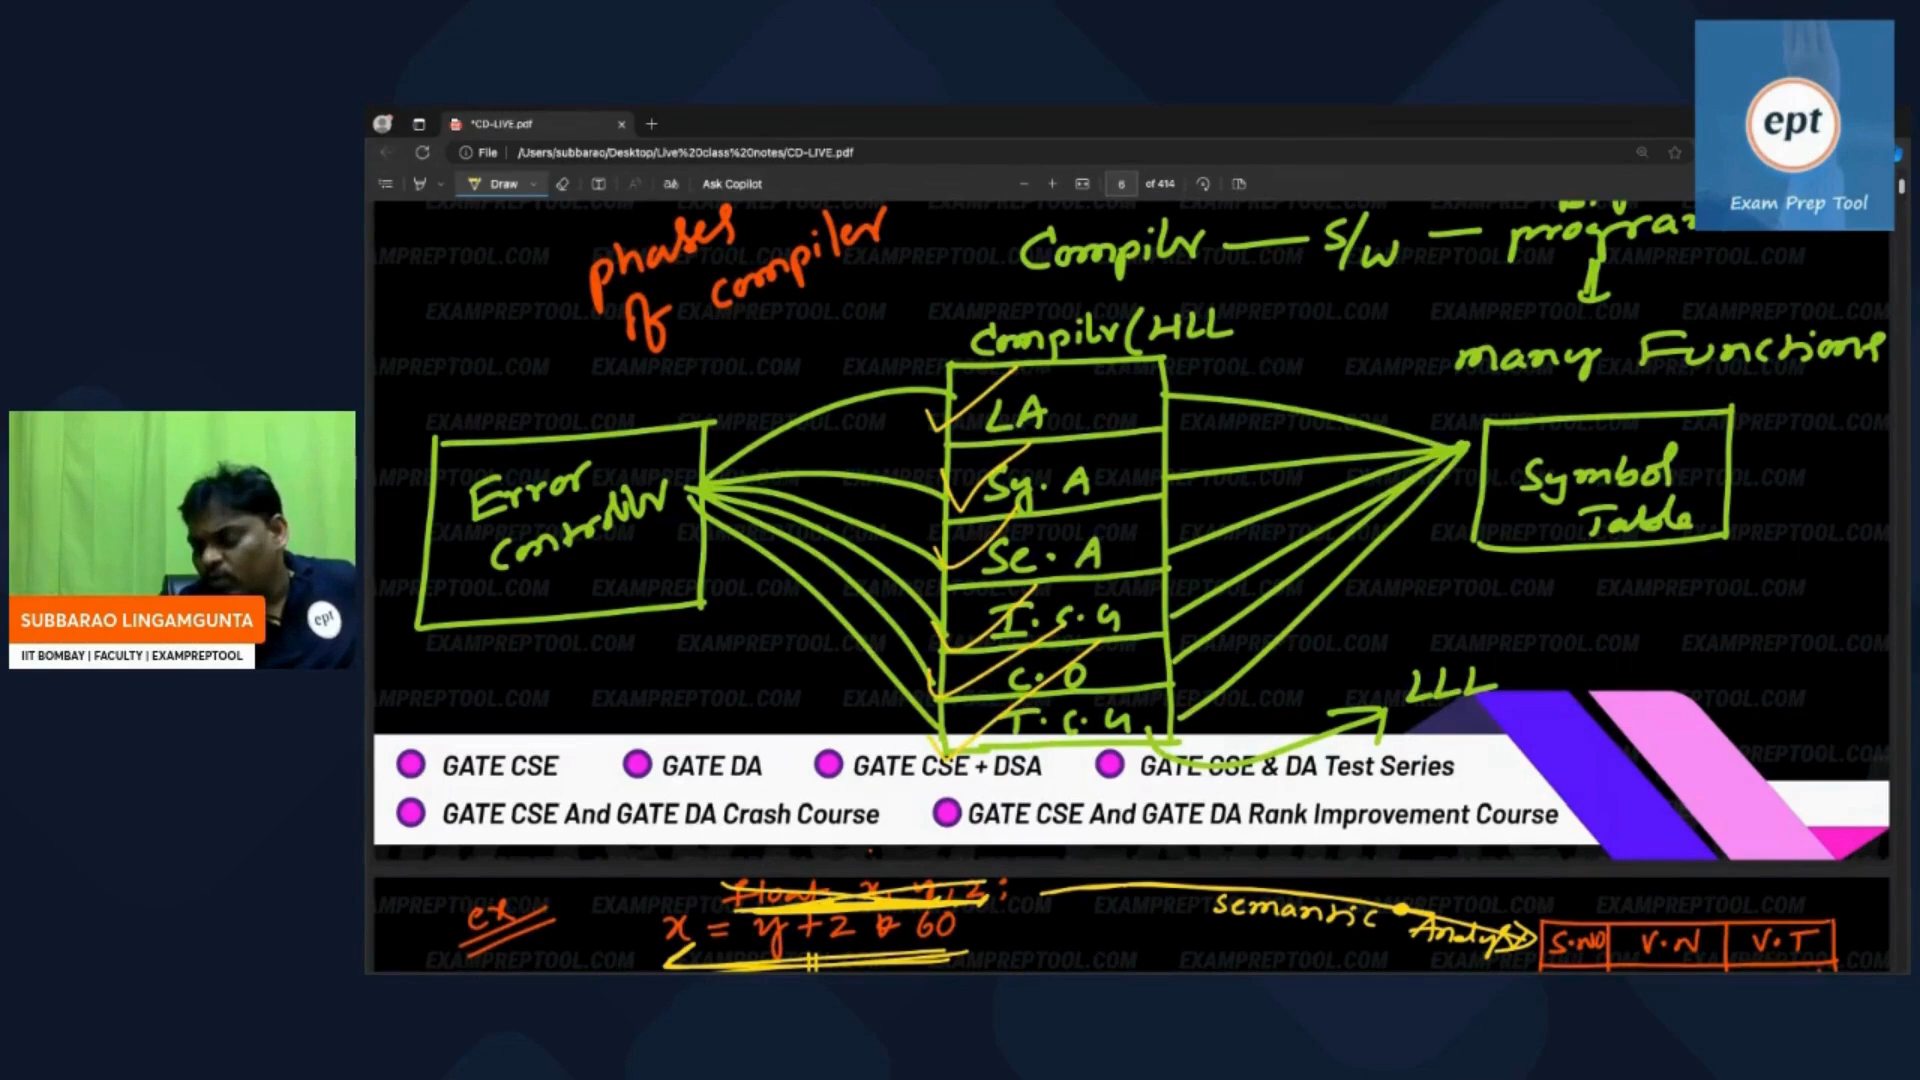 ept
Exam Prep Tool
*CD-LIVE.pdf
File | /Users/subbarao/Desktop/Live%20class%20notes/CD-LIVE.pdf
Draw
Ask Copilot
6 of 414
phases
of compiler
Compiler — S/W — program
many Functions
Compiler(HLL
LA
Sy. A
Se. A
I. C. G
C. O
T. C. G
Error
Symbol
Table
LLL
SUBBARAO LINGAMGUNTA
IIT BOMBAY | FACULTY | EXAMPREPTOOL
GATE CSE
GATE DA
GATE CSE + DSA
GATE CSE & DA Test Series
GATE CSE And GATE DA Crash Course
GATE CSE And GATE DA Rank Improvement Course
ex
float x, y, z;
x = y + z * 60
semantic
S.NO V.N V.T
EXAMPREPTOOL.COM